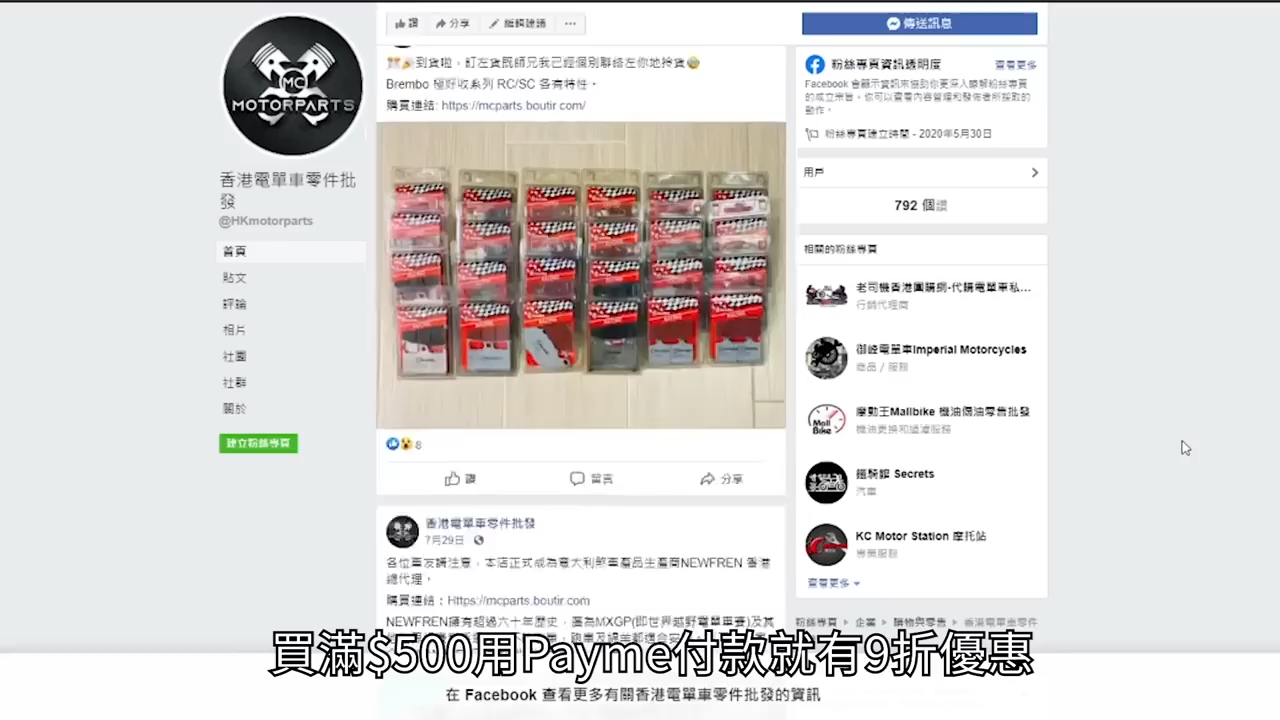 MC
MOTORPARTS
香港電單車零件批
發
@HKmotorparts
首頁
貼文
評論
相片
社團
社群
關於
建立粉絲專頁
讚 分享 編輯建議 ...
到貨啦，訂左貨既師兄我已經個別聯絡左你地拎貨
Brembo 極好收系列 RC/SC 各有特性。
購買連結: https://mcparts.boutir.com/
8
讚 留言 分享
香港電單車零件批發
7月29日
各位車友請注意，本店正式成為意大利煞車產品生產商NEWFREN 香港
總代理，
購買連結：Https://mcparts.boutir.com
NEWFREN擁有超過六十年歷史，團為MXGP(即世界越野電單車賽)及其
傳送訊息
粉絲專頁資訊透明度 查看更多
Facebook 會顯示資訊來協助你更深入瞭解粉絲專頁
的成立宗旨。你可以查看內容管理和發佈者所採取的
動作。
粉絲專頁建立時間 - 2020年5月30日
用戶
792 個讚
相關的粉絲專頁
老司機香港團購網-代購電單車私...
行銷代理商
御峰電單車Imperial Motorcycles
商品 / 服務
摩動王Mallbike 機油偈油零售批發
機油更換和過濾服務
Mall
Bike
鐵騎館 Secrets
汽車
KC Motor Station 摩托站
專業服務
查看更多
粉絲專頁 企業 購物與零售 香港電單車零件
買滿$500用Payme付款就有9折優惠
在 Facebook 查看更多有關香港電單車零件批發的資訊